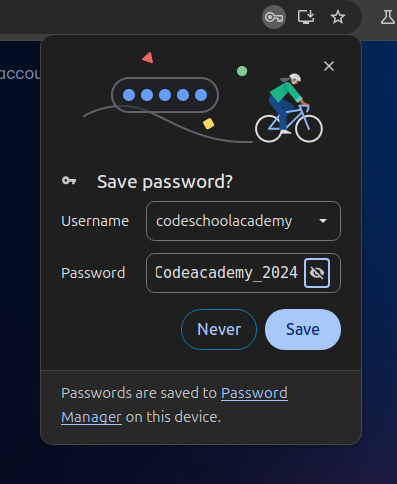 accou
Save password?
Username codeschoolacademy
Password Codeacademy_2024
Never Save
Passwords are saved to Password
Manager on this device.